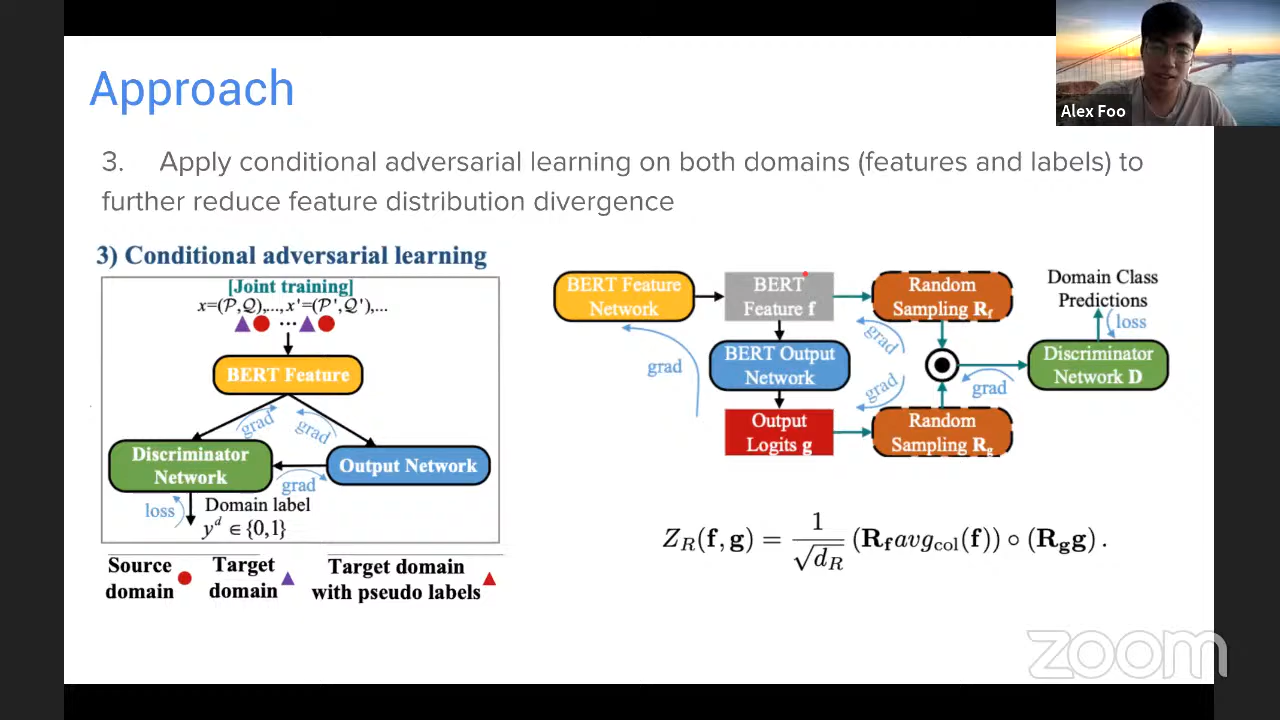 Approach
Alex Foo
3. Apply conditional adversarial learning on both domains (features and labels) to
further reduce feature distribution divergence
3) Conditional adversarial learning
[Joint training]
x=(𝒫,𝒬),..., x'=(𝒫',𝒬'),...
...
BERT Feature
grad
grad
Discriminator
Network
Output Network
grad
loss
Domain label
y^d ∈ {0,1}
Source
domain
Target
domain
Target domain
with pseudo labels
BERT Feature
Network
BERT
Feature f
Random
Sampling R_f
Domain Class
Predictions
loss
grad
BERT Output
Network
Discriminator
Network D
grad
grad
grad
Output
Logits g
Random
Sampling R_g
Z_R(f, g) = 1/√d_R (R_f avg_col(f)) ∘ (R_g g) .
zoom